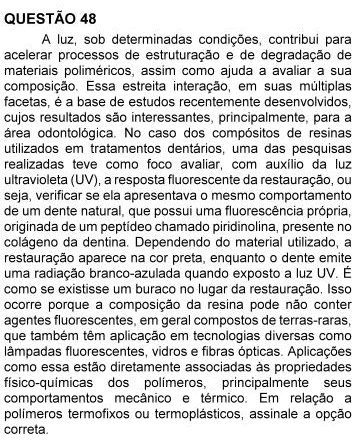 QUESTÃO 48
A luz, sob determinadas condições, contribui para
acelerar processos de estruturação e de degradação de
materiais poliméricos, assim como ajuda a avaliar a sua
composição. Essa estreita interação, em suas múltiplas
facetas, é a base de estudos recentemente desenvolvidos,
cujos resultados são interessantes, principalmente, para a
área odontológica. No caso dos compósitos de resinas
utilizados em tratamentos dentários, uma das pesquisas
realizadas teve como foco avaliar, com auxílio da luz
ultravioleta (UV), a resposta fluorescente da restauração, ou
seja, verificar se ela apresentava o mesmo comportamento
de um dente natural, que possui uma fluorescência própria,
originada de um peptídeo chamado piridinolina, presente no
colágeno da dentina. Dependendo do material utilizado, a
restauração aparece na cor preta, enquanto o dente emite
uma radiação branco-azulada quando exposto a luz UV. É
como se existisse um buraco no lugar da restauração. Isso
ocorre porque a composição da resina pode não conter
agentes fluorescentes, em geral compostos de terras-raras,
que também têm aplicação em tecnologias diversas como
lâmpadas fluorescentes, vidros e fibras ópticas. Aplicações
como essa estão diretamente associadas às propriedades
físico-químicas dos polímeros, principalmente seus
comportamentos mecânico e térmico. Em relação a
polímeros termofixos ou termoplásticos, assinale a opção
correta.